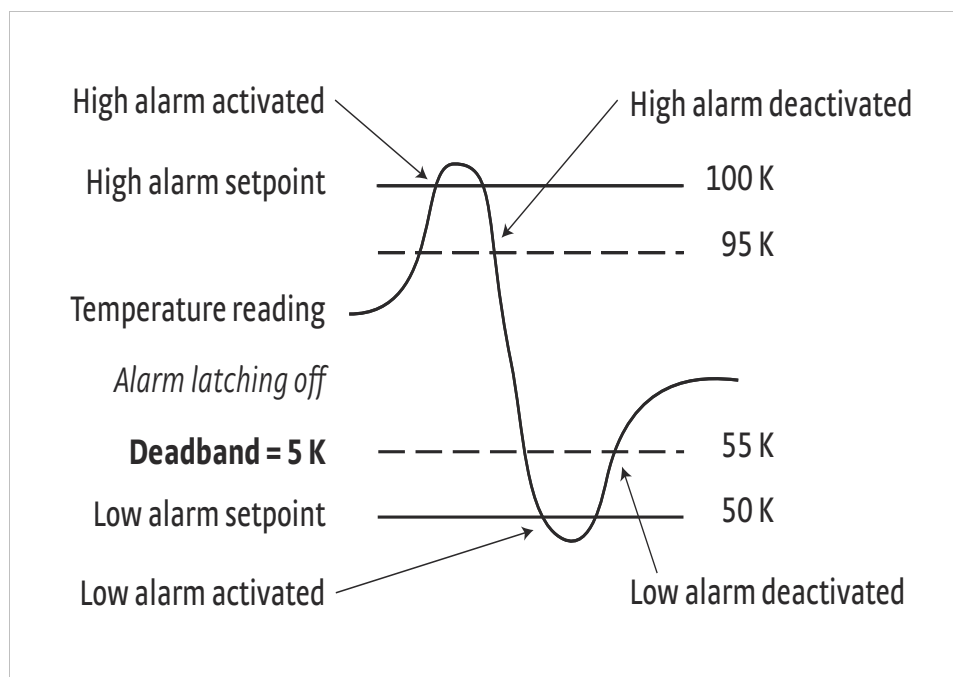 High alarm activated
High alarm deactivated
High alarm setpoint
100 K
95 K
Temperature reading
Alarm latching off
Deadband = 5 K
55 K
Low alarm setpoint
50 K
Low alarm activated
Low alarm deactivated